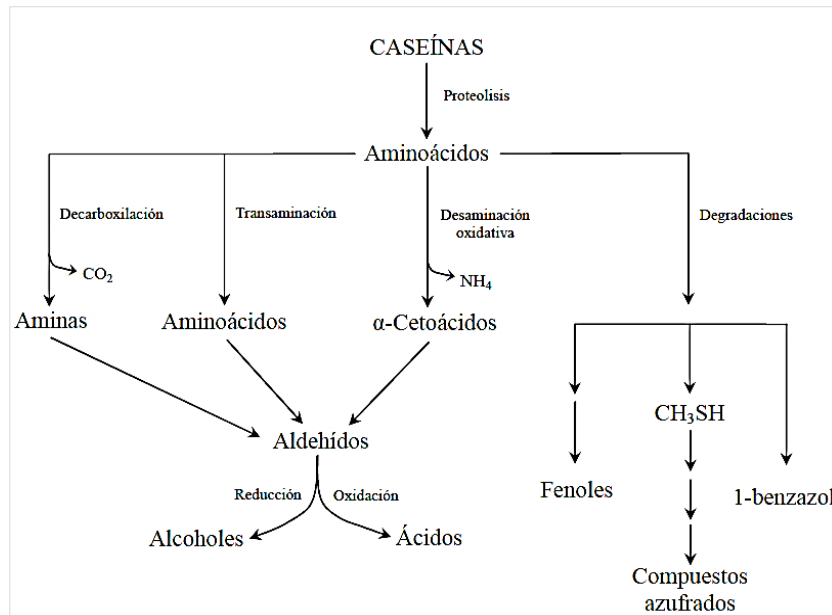 CASEÍNAS
Proteolisis
Aminoácidos
Decarboxilación
Transaminación
Desaminación
oxidativa
Degradaciones
CO₂
NH₄
Aminas
Aminoácidos
α-Cetoácidos
CH₃SH
Aldehídos
Fenoles
1-benzazol
Reducción
Oxidación
Alcoholes
Ácidos
Compuestos
azufrados